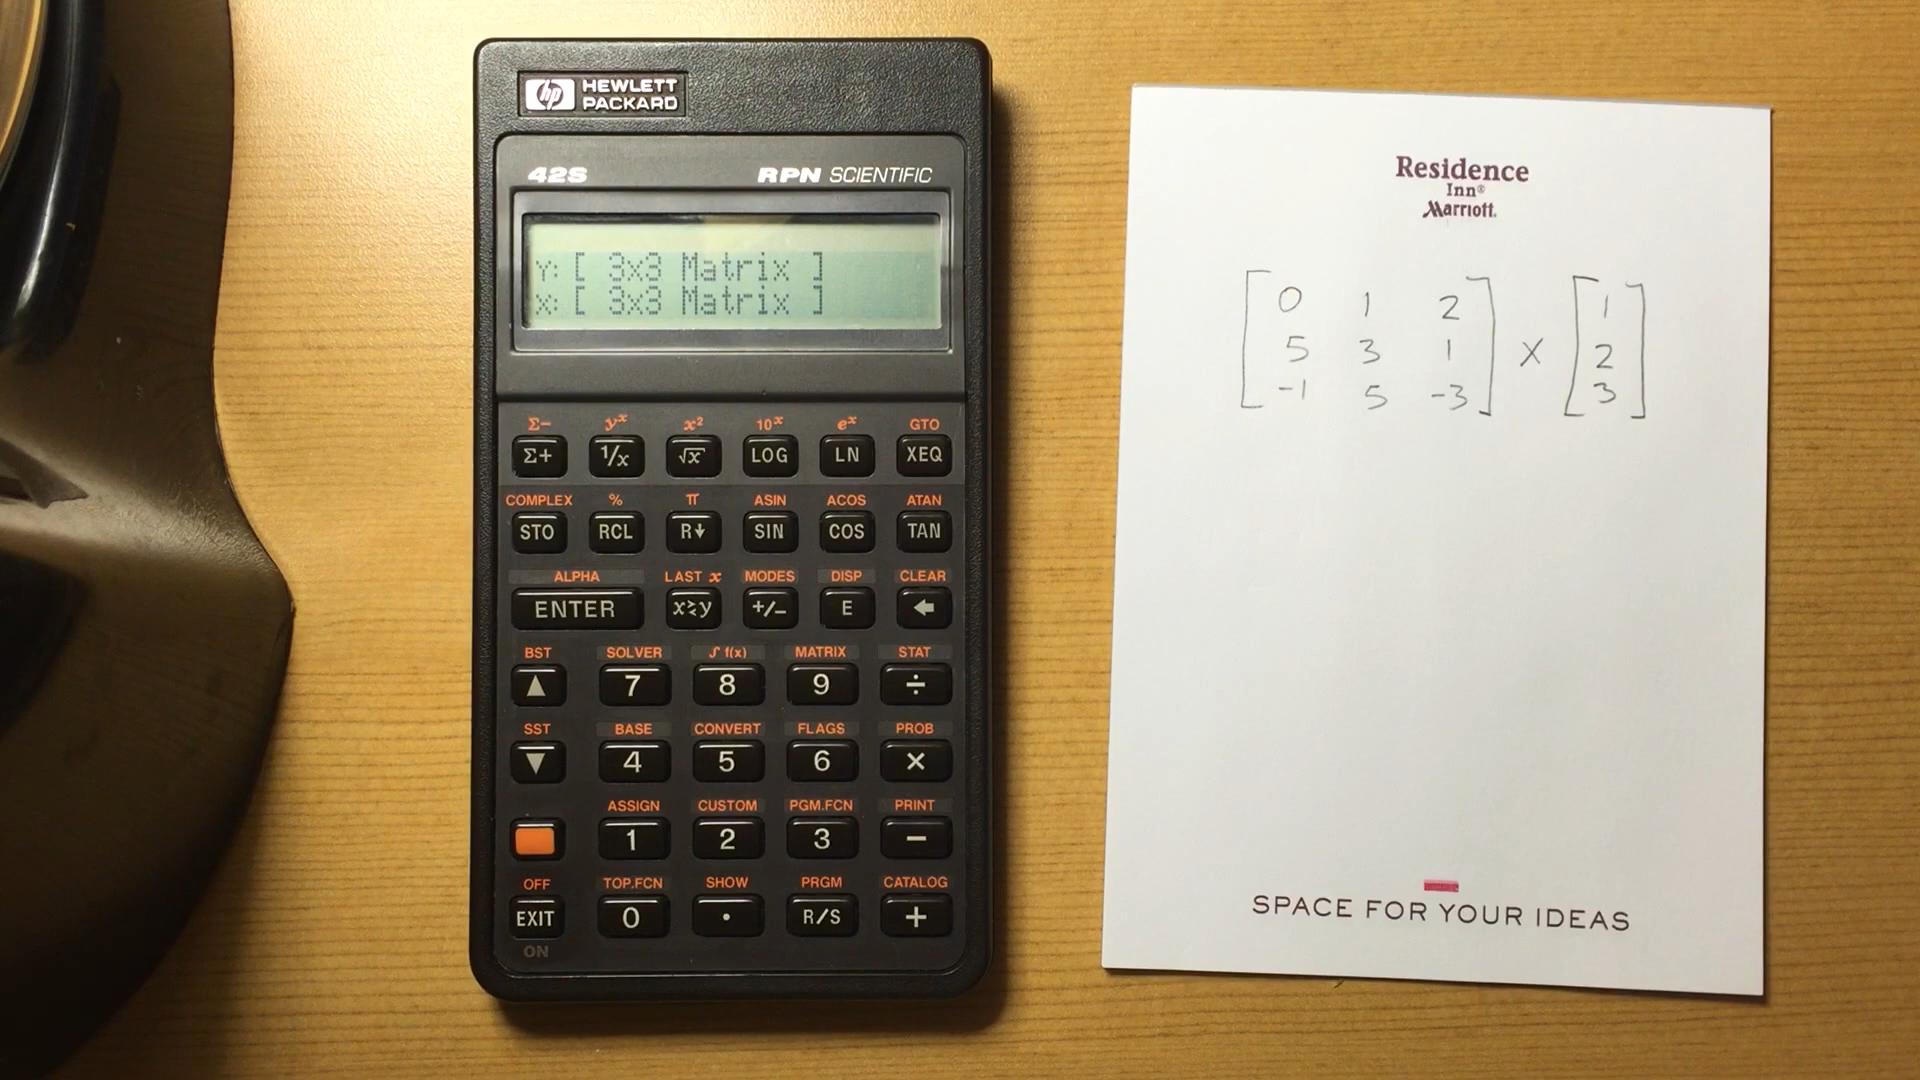 hp HEWLETT
PACKARD
42S RPN SCIENTIFIC
Y: [ 3x3 Matrix ]
X: [ 3x3 Matrix ]
Σ− yˣ x² 10ˣ eˣ GTO
Σ+ 1/x √x LOG LN XEQ
COMPLEX % π ASIN ACOS ATAN
STO RCL R↓ SIN COS TAN
ALPHA LAST x MODES DISP CLEAR
ENTER x≷y +/− E ←
BST SOLVER ∫f(x) MATRIX STAT
▲ 7 8 9 ÷
SST BASE CONVERT FLAGS PROB
▼ 4 5 6 ×
ASSIGN CUSTOM PGM.FCN PRINT
1 2 3 −
OFF TOP.FCN SHOW PRGM CATALOG
EXIT 0 · R/S +
ON
Residence
Inn®
Marriott.
[ 0 1 2 ] [ 1 ]
[ 5 3 1 ] × [ 2 ]
[ -1 5 -3 ] [ 3 ]
SPACE FOR YOUR IDEAS